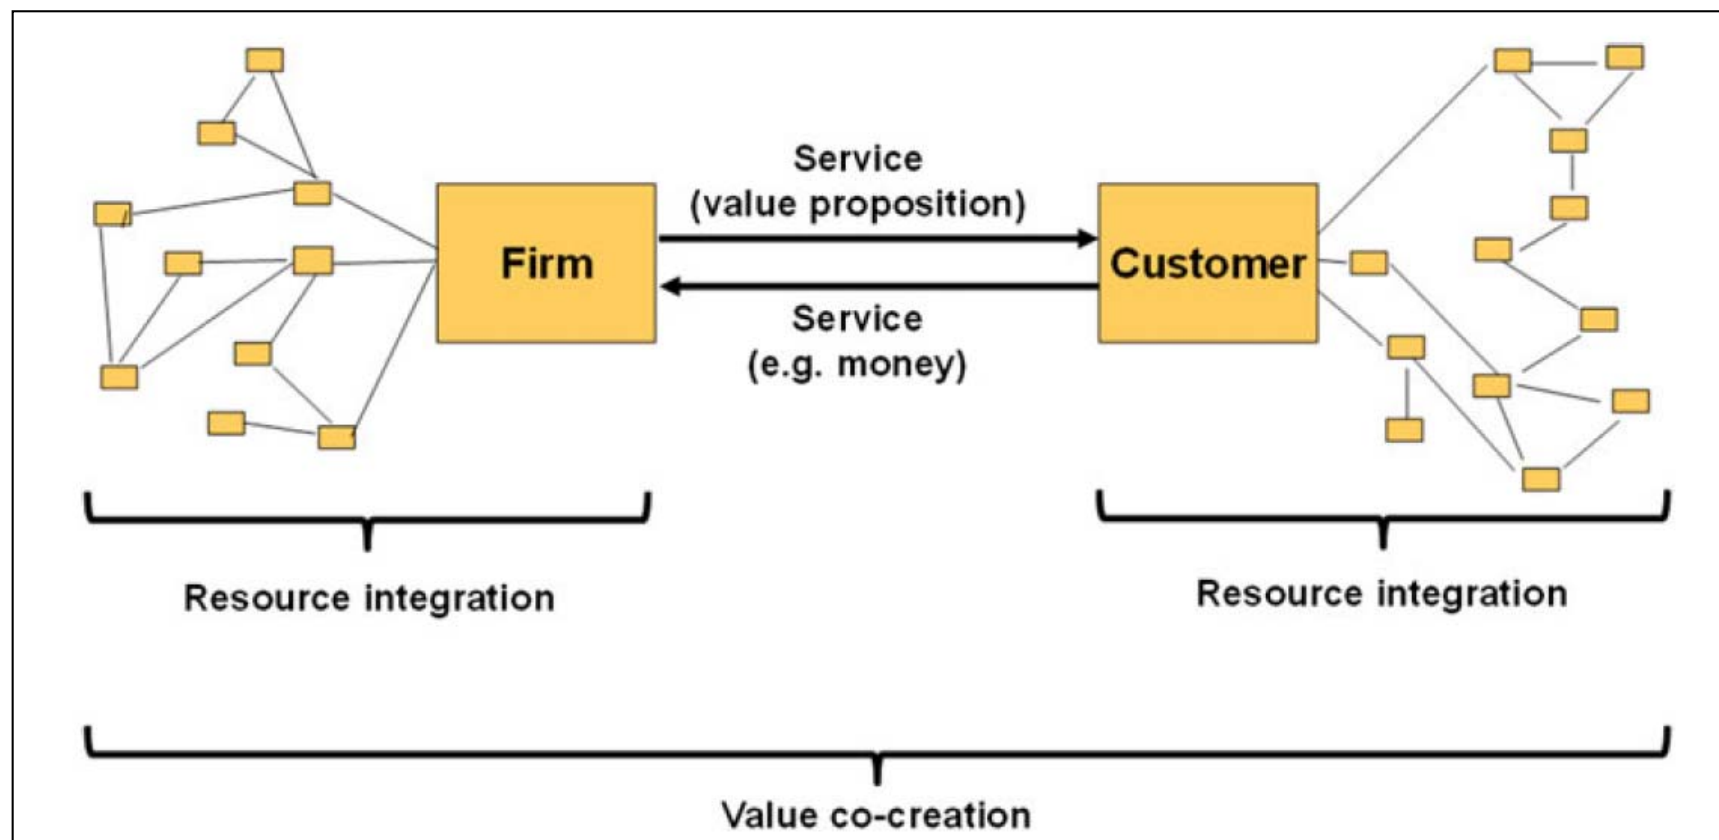 Service
(value proposition)
Firm
Customer
Service
(e.g. money)
Resource integration
Resource integration
Value co-creation